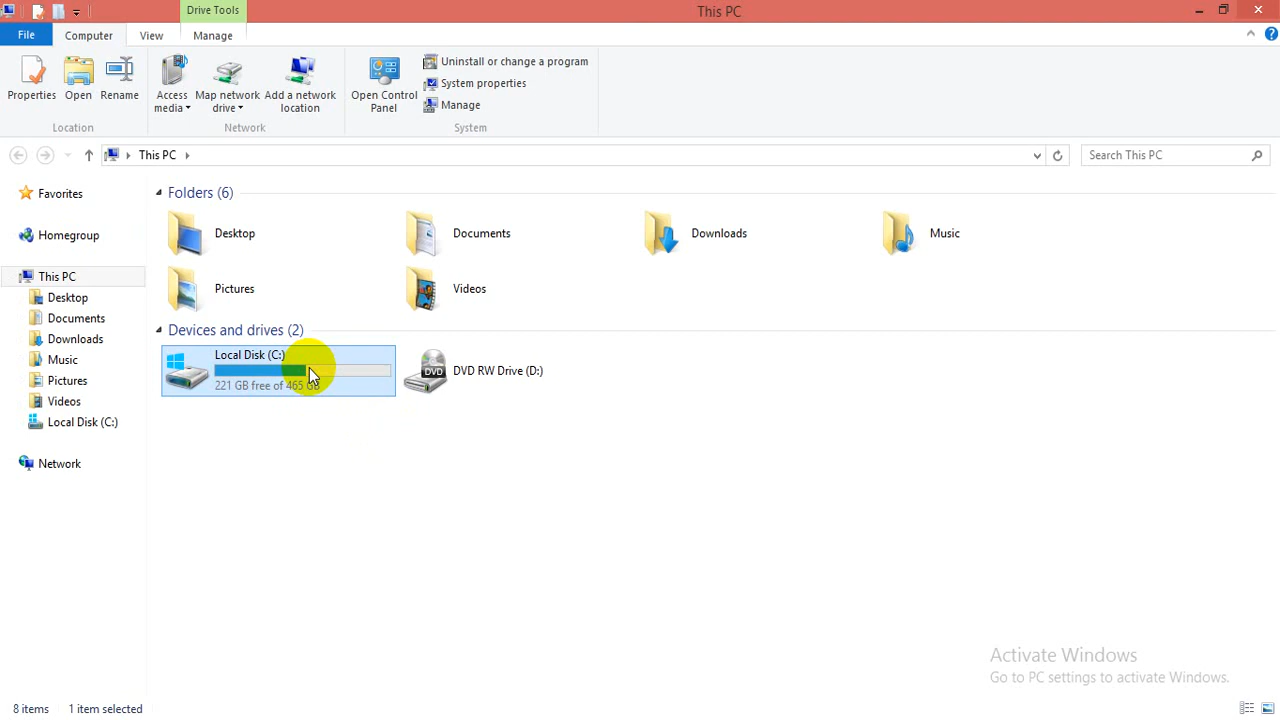 Drive Tools
This PC
File Computer View Manage
Properties Open Rename Access media Map network drive Add a network location Open Control Panel
Uninstall or change a program
System properties
Manage
Location Network System
This PC
Search This PC
Favorites
Homegroup
This PC
Desktop
Documents
Downloads
Music
Pictures
Videos
Local Disk (C:)
Network
Folders (6)
Desktop Documents Downloads Music
Pictures Videos
Devices and drives (2)
Local Disk (C:)
221 GB free of 465 GB
DVD
DVD RW Drive (D:)
Activate Windows
Go to PC settings to activate Windows.
8 items 1 item selected